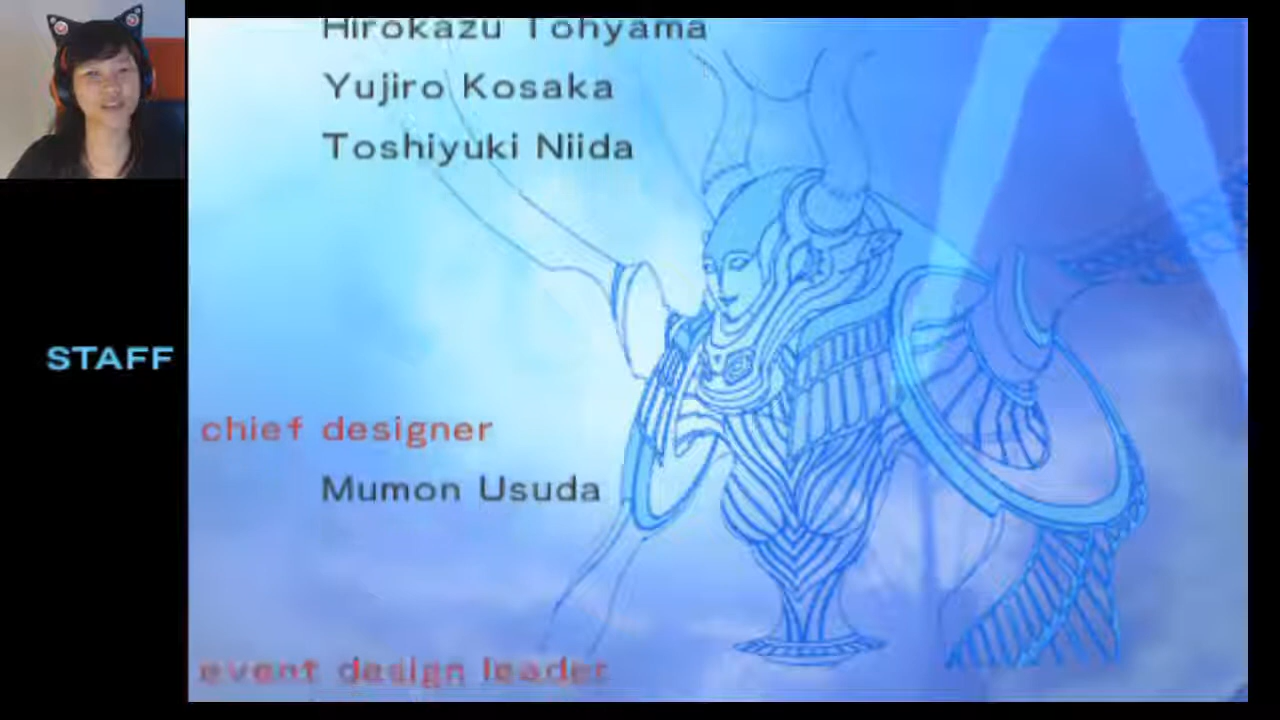 Hirokazu Tohyama
Yujiro Kosaka
Toshiyuki Niida
STAFF
chief designer
Mumon Usuda
event design leader